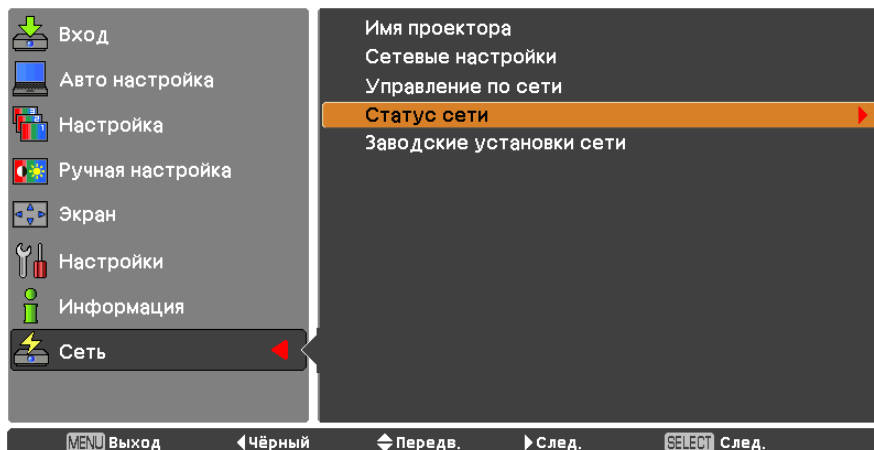 Вход
Авто настройка
Настройка
Ручная настройка
Экран
Настройки
Информация
Сеть
Имя проектора
Сетевые настройки
Управление по сети
Статус сети
Заводские установки сети
MENU Выход Чёрный Передв. След. SELECT След.